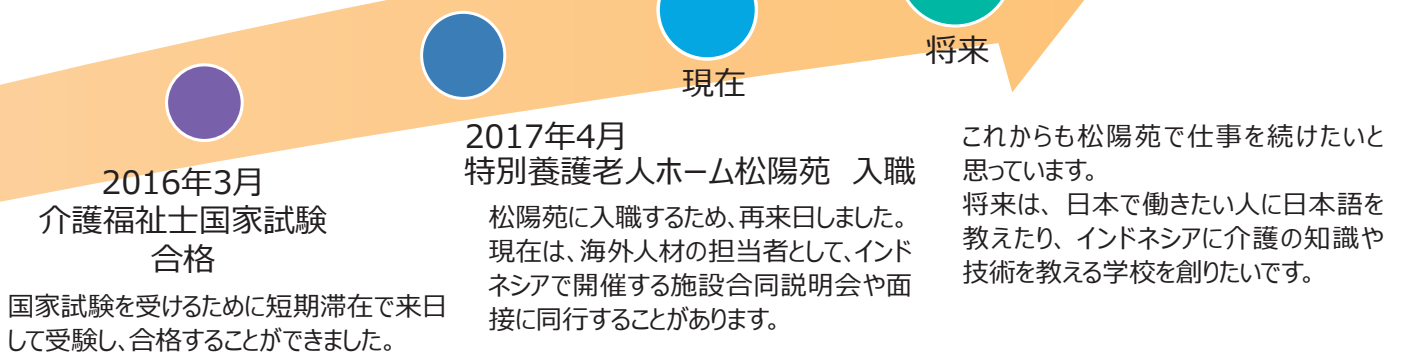 2016年3月
介護福祉士国家試験
合格
国家試験を受けるために短期滞在で来日
して受験し、合格することができました。
2017年4月
特別養護老人ホーム松陽苑　入職
松陽苑に入職するため、再来日しました。
現在は、海外人材の担当者として、インド
ネシアで開催する施設合同説明会や面
接に同行することがあります。
現在
将来
これからも松陽苑で仕事を続けたいと
思っています。
将来は、日本で働きたい人に日本語を
教えたり、インドネシアに介護の知識や
技術を教える学校を創りたいです。